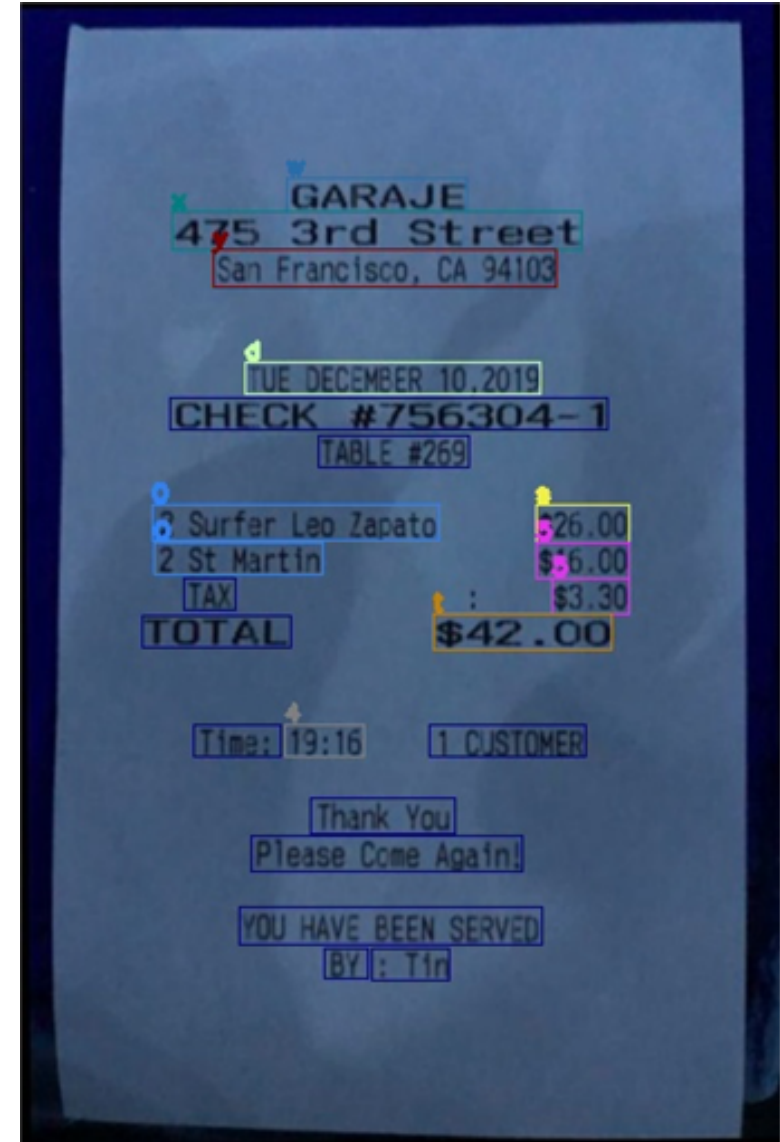 GARAJE
475 3rd Street
San Francisco, CA 94103
TUE DECEMBER 10,2019
CHECK #756304-1
TABLE #269
Surfer Leo Zapato $26.00
2 St Martin $16.00
TAX : $3.30
TOTAL $42.00
Time: 19:16 1 CUSTOMER
Thank You
Please Come Again!
YOU HAVE BEEN SERVED
BY : Tin